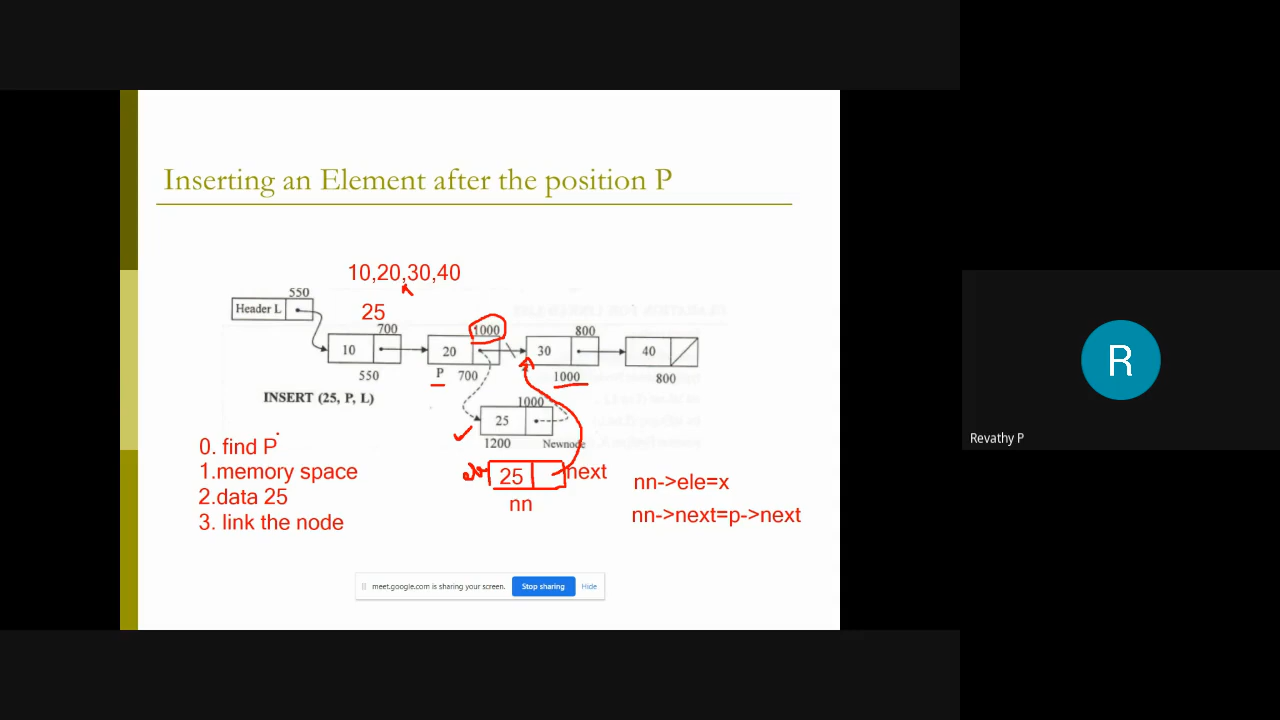 Inserting an Element after the position P
10,20,30,40
550
Header L
25
700
1000
800
10
20
30
40
550
P
700
1000
800
INSERT (25, P, L)
1000
25
1200
Newnode
0. find P
1.memory space
2.data 25
3. link the node
ele
25
next
nn
nn->ele=x
nn->next=p->next
meet.google.com is sharing your screen.
Stop sharing
Hide
R
Revathy P